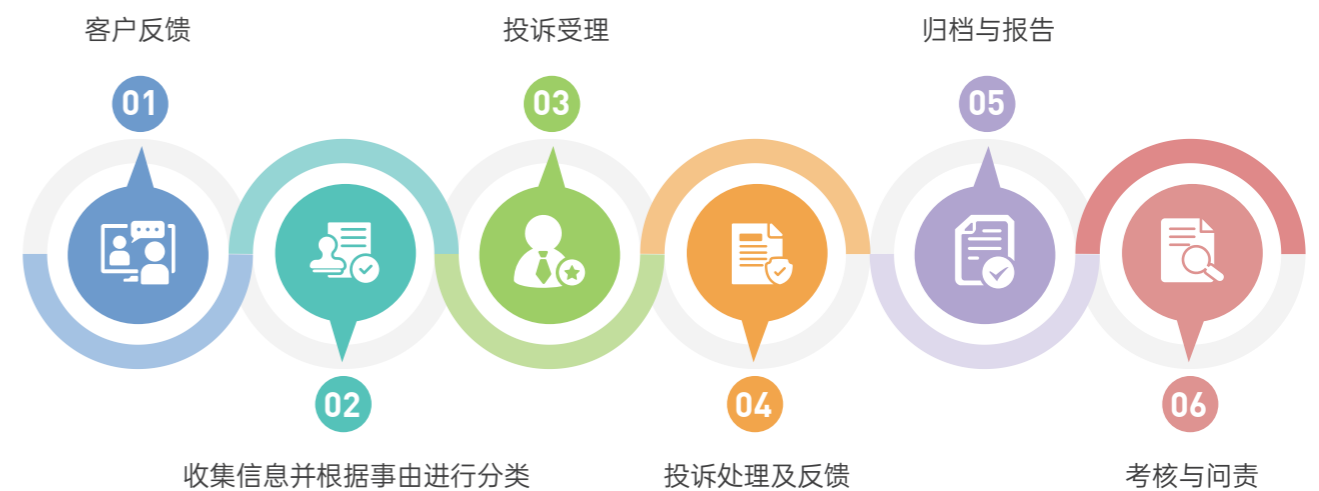 客户反馈
01
02
收集信息并根据事由进行分类
投诉受理
03
04
投诉处理及反馈
归档与报告
05
06
考核与问责